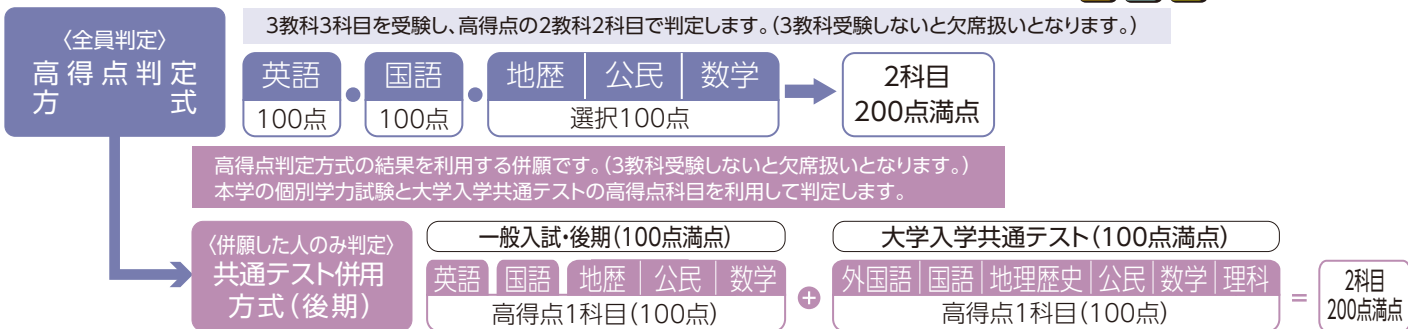 3教科3科目を受験し、高得点の2教科2科目で判定します。(3教科受験しないと欠席扱いとなります。)
〈全員判定〉
高得点判定
方式
英語
100点
国語
100点
地歴 公民 数学
選択100点
2科目
200点満点
高得点判定方式の結果を利用する併願です。(3教科受験しないと欠席扱いとなります。)
本学の個別学力試験と大学入学共通テストの高得点科目を利用して判定します。
〈併願した人のみ判定〉
共通テスト併用
方式(後期)
一般入試・後期(100点満点)
英語 国語 地歴 公民 数学
高得点1科目(100点)
+
大学入学共通テスト(100点満点)
外国語 国語 地理歴史 公民 数学 理科
高得点1科目(100点)
=
2科目
200点満点